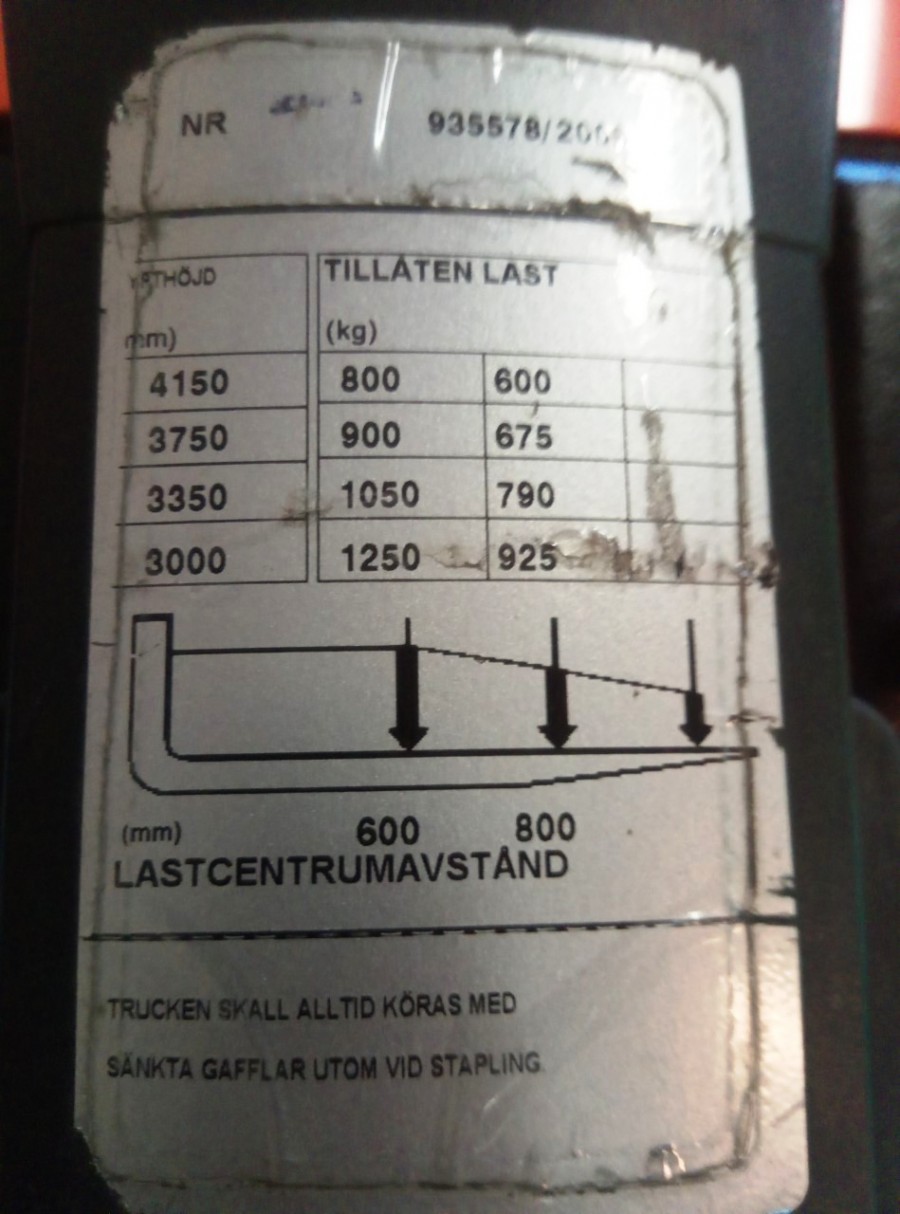 NR 935578/200
TILLÅTEN LAST
mm) (kg)
4150 800 600
3750 900 675
3350 1050 790
3000 1250 925
(mm) 600 800
LASTCENTRUMAVSTÅND
TRUCKEN SKALL ALLTID KÖRAS MED
SÄNKTA GAFFLAR UTOM VID STAPLING